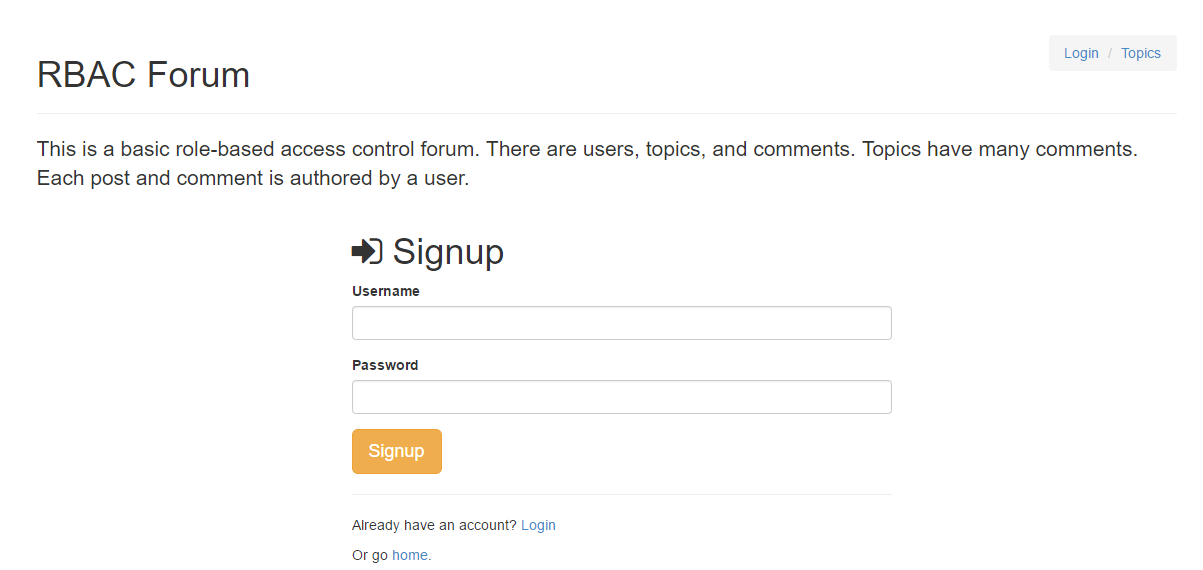 Login / Topics
RBAC Forum
This is a basic role-based access control forum. There are users, topics, and comments. Topics have many comments.
Each post and comment is authored by a user.
Signup
Username
Password
Signup
Already have an account? Login
Or go home.